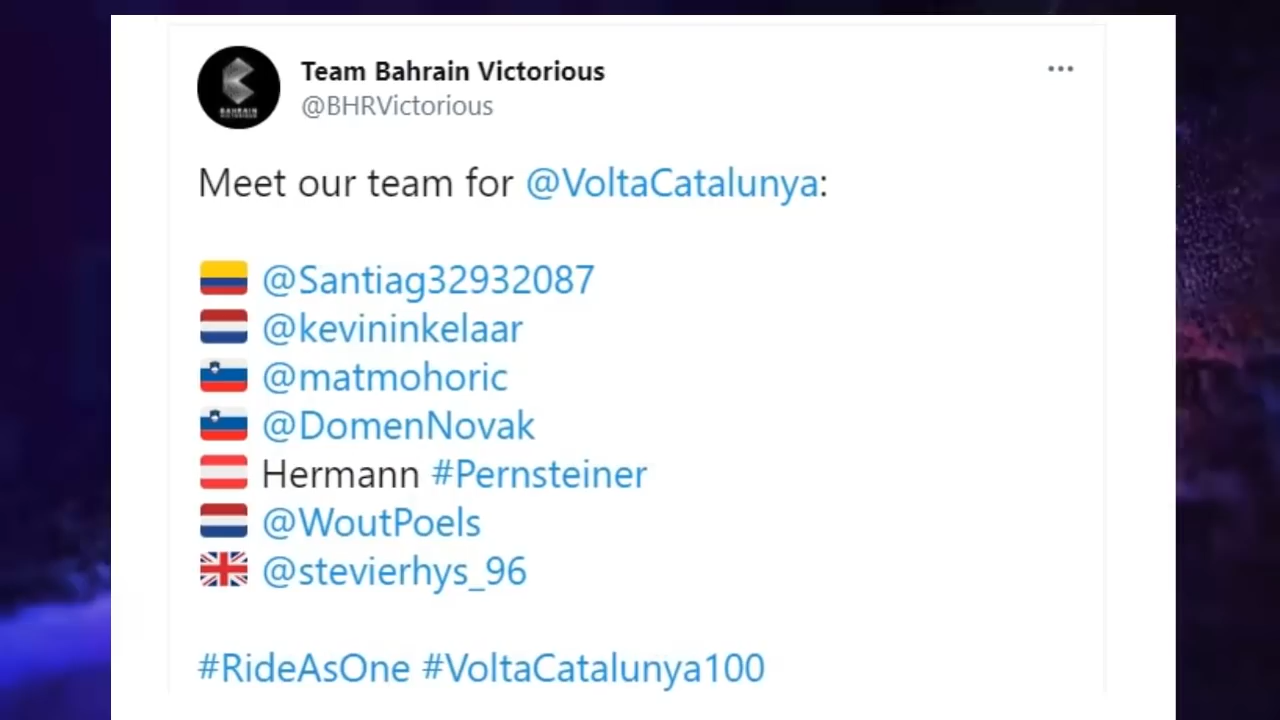 Team Bahrain Victorious
@BHRVictorious
Meet our team for @VoltaCatalunya:
@Santiag32932087
@kevininkelaar
@matmohoric
@DomenNovak
Hermann #Pernsteiner
@WoutPoels
@stevierhys_96
#RideAsOne #VoltaCatalunya100